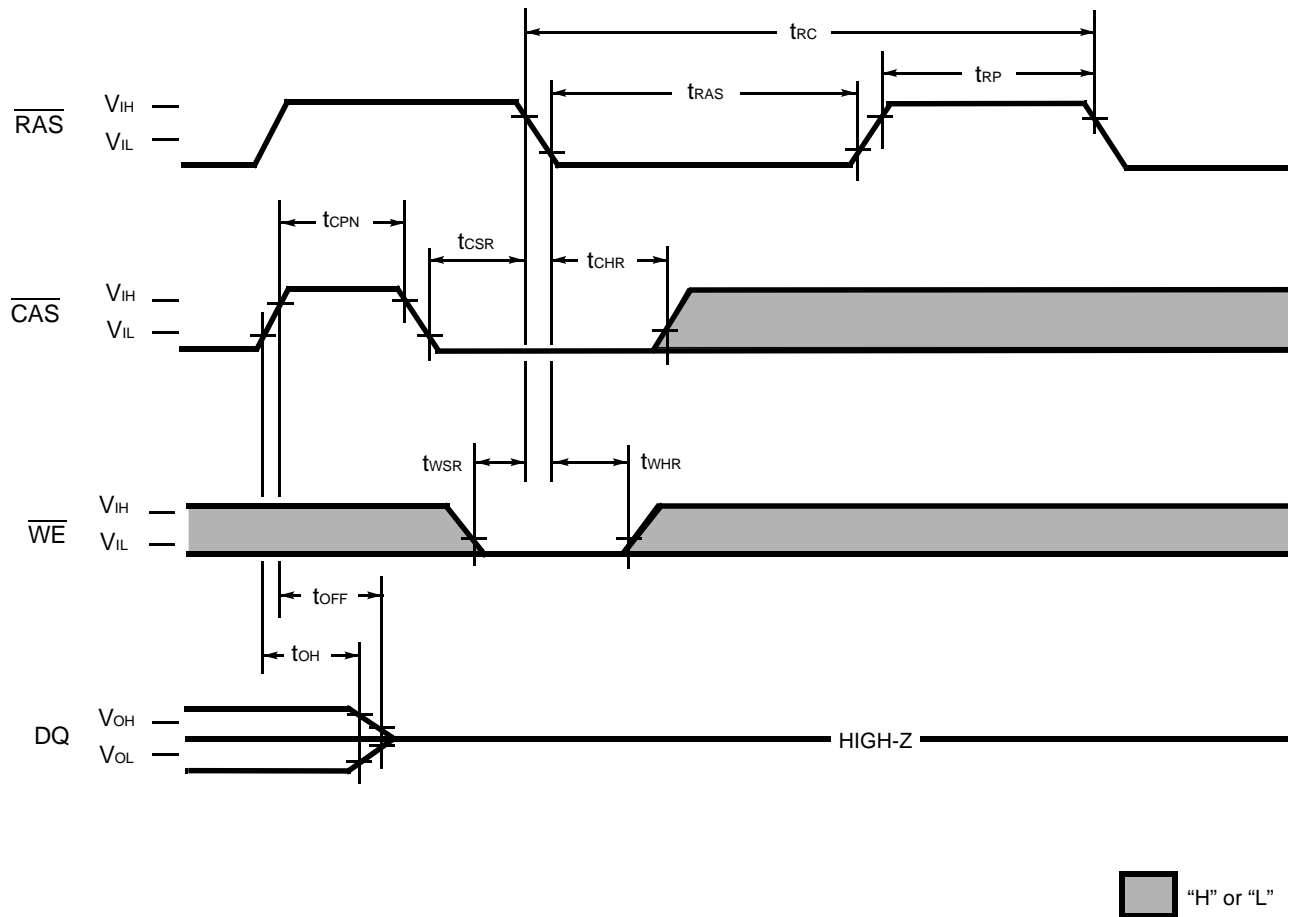 tRC
tRP
tRAS
RAS
VIH
VIL
tCPN
tCSR
tCHR
CAS
VIH
VIL
tWSR
tWHR
WE
VIH
VIL
tOFF
tOH
DQ
VOH
VOL
HIGH-Z
“H” or “L”